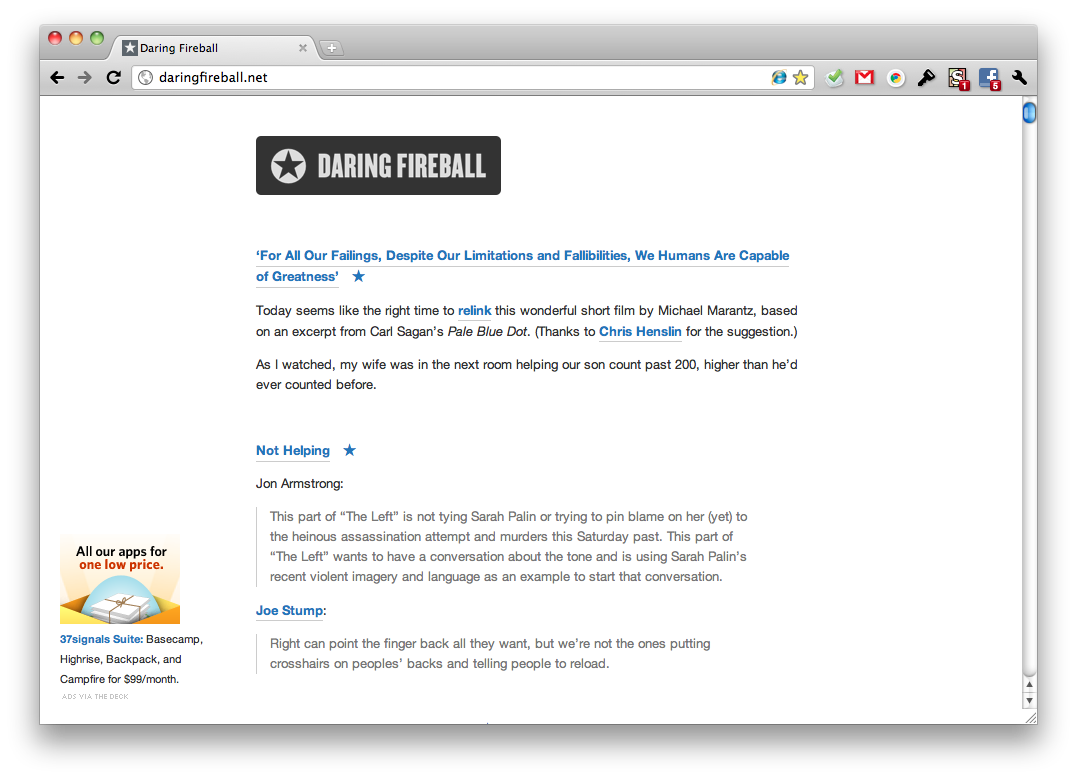 Daring Fireball
daringfireball.net
1
5
DARING FIREBALL
‘For All Our Failings, Despite Our Limitations and Fallibilities, We Humans Are Capable
of Greatness’ ★
Today seems like the right time to relink this wonderful short film by Michael Marantz, based
on an excerpt from Carl Sagan’s Pale Blue Dot. (Thanks to Chris Henslin for the suggestion.)
As I watched, my wife was in the next room helping our son count past 200, higher than he’d
ever counted before.
Not Helping ★
Jon Armstrong:
This part of “The Left” is not tying Sarah Palin or trying to pin blame on her (yet) to
the heinous assassination attempt and murders this Saturday past. This part of
“The Left” wants to have a conversation about the tone and is using Sarah Palin’s
recent violent imagery and language as an example to start that conversation.
Joe Stump:
Right can point the finger back all they want, but we’re not the ones putting
crosshairs on peoples’ backs and telling people to reload.
All our apps for
one low price.
37signals Suite: Basecamp,
Highrise, Backpack, and
Campfire for $99/month.
ADS VIA THE DECK